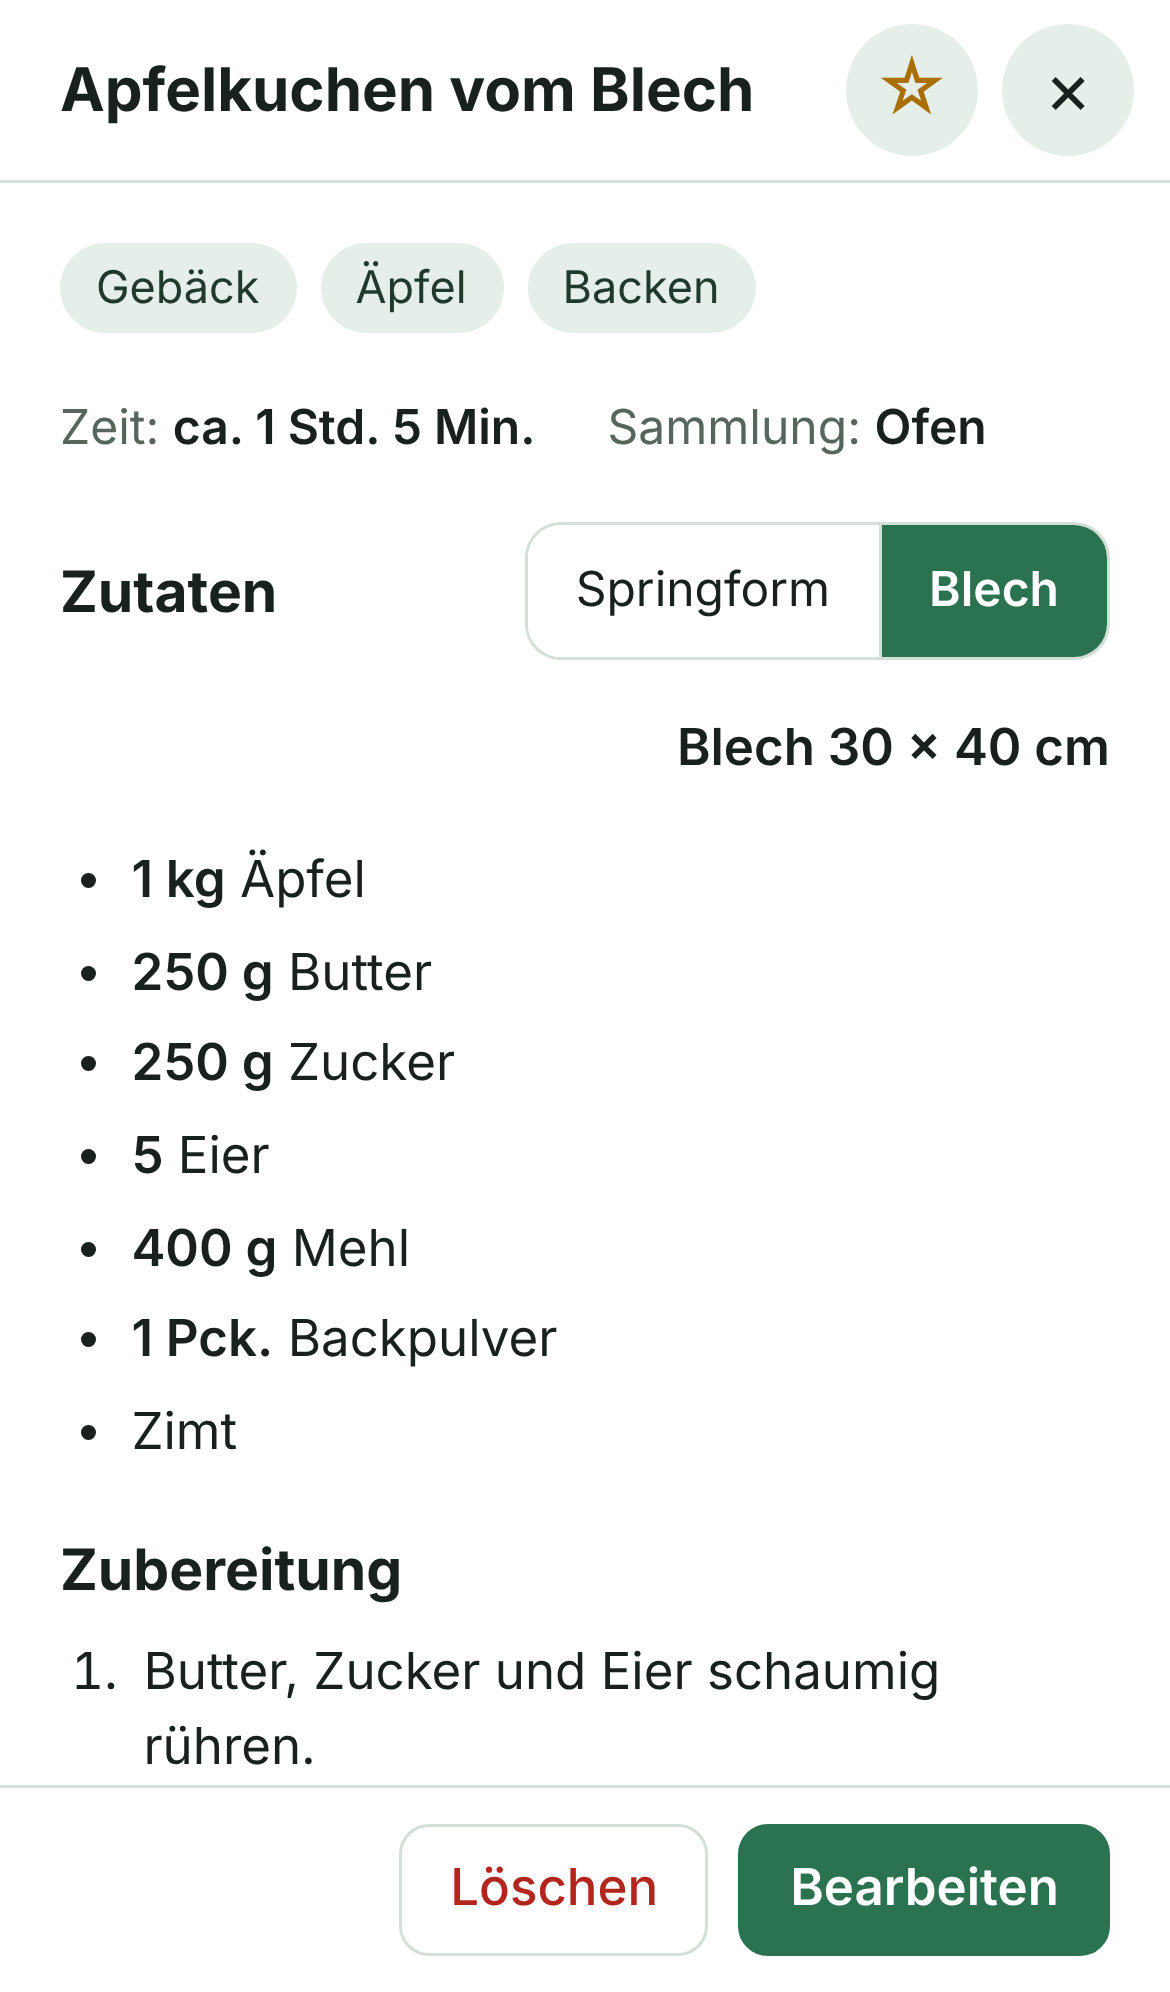 Apfelkuchen vom Blech ☆ ×
Gebäck Äpfel Backen
Zeit: ca. 1 Std. 5 Min. Sammlung: Ofen
Zutaten Springform Blech
Blech 30 × 40 cm
• 1 kg Äpfel
• 250 g Butter
• 250 g Zucker
• 5 Eier
• 400 g Mehl
• 1 Pck. Backpulver
• Zimt
Zubereitung
1. Butter, Zucker und Eier schaumig
rühren.
Löschen Bearbeiten